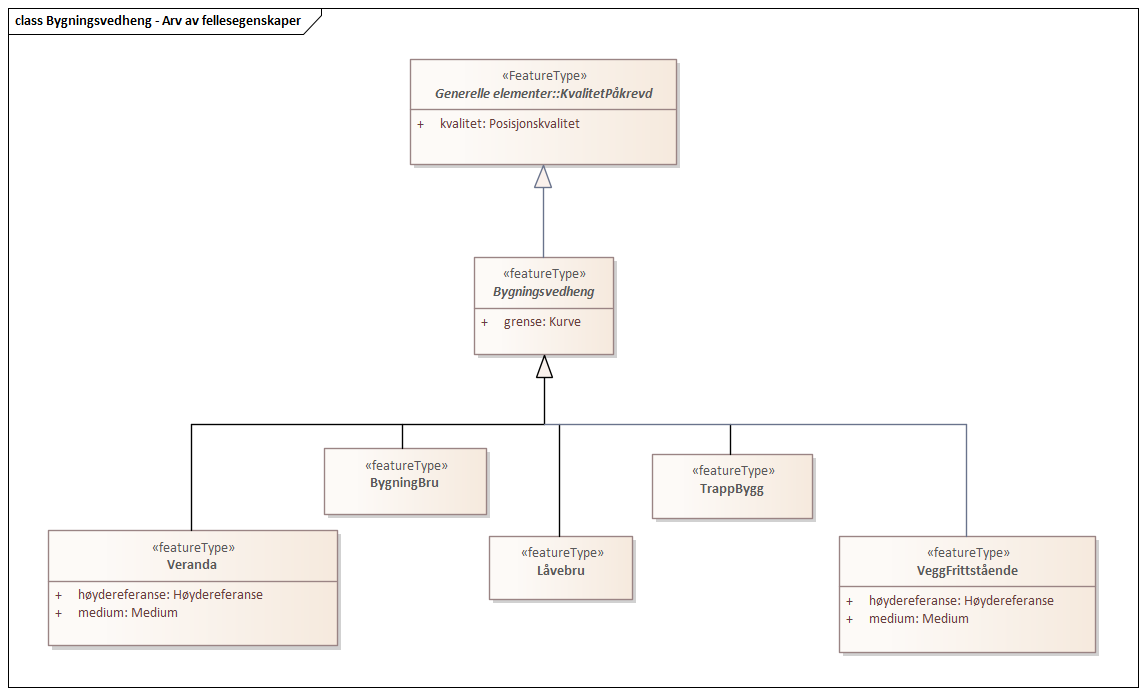 class Bygningsvedheng - Arv av fellesegenskaper
«FeatureType»
Generelle elementer::KvalitetPåkrevd
+ kvalitet: Posisjonskvalitet
«featureType»
Bygningsvedheng
+ grense: Kurve
«featureType»
BygningBru
«featureType»
TrappBygg
«featureType»
Veranda
+ høydereferanse: Høydereferanse
+ medium: Medium
«featureType»
Låvebru
«featureType»
VeggFrittstående
+ høydereferanse: Høydereferanse
+ medium: Medium